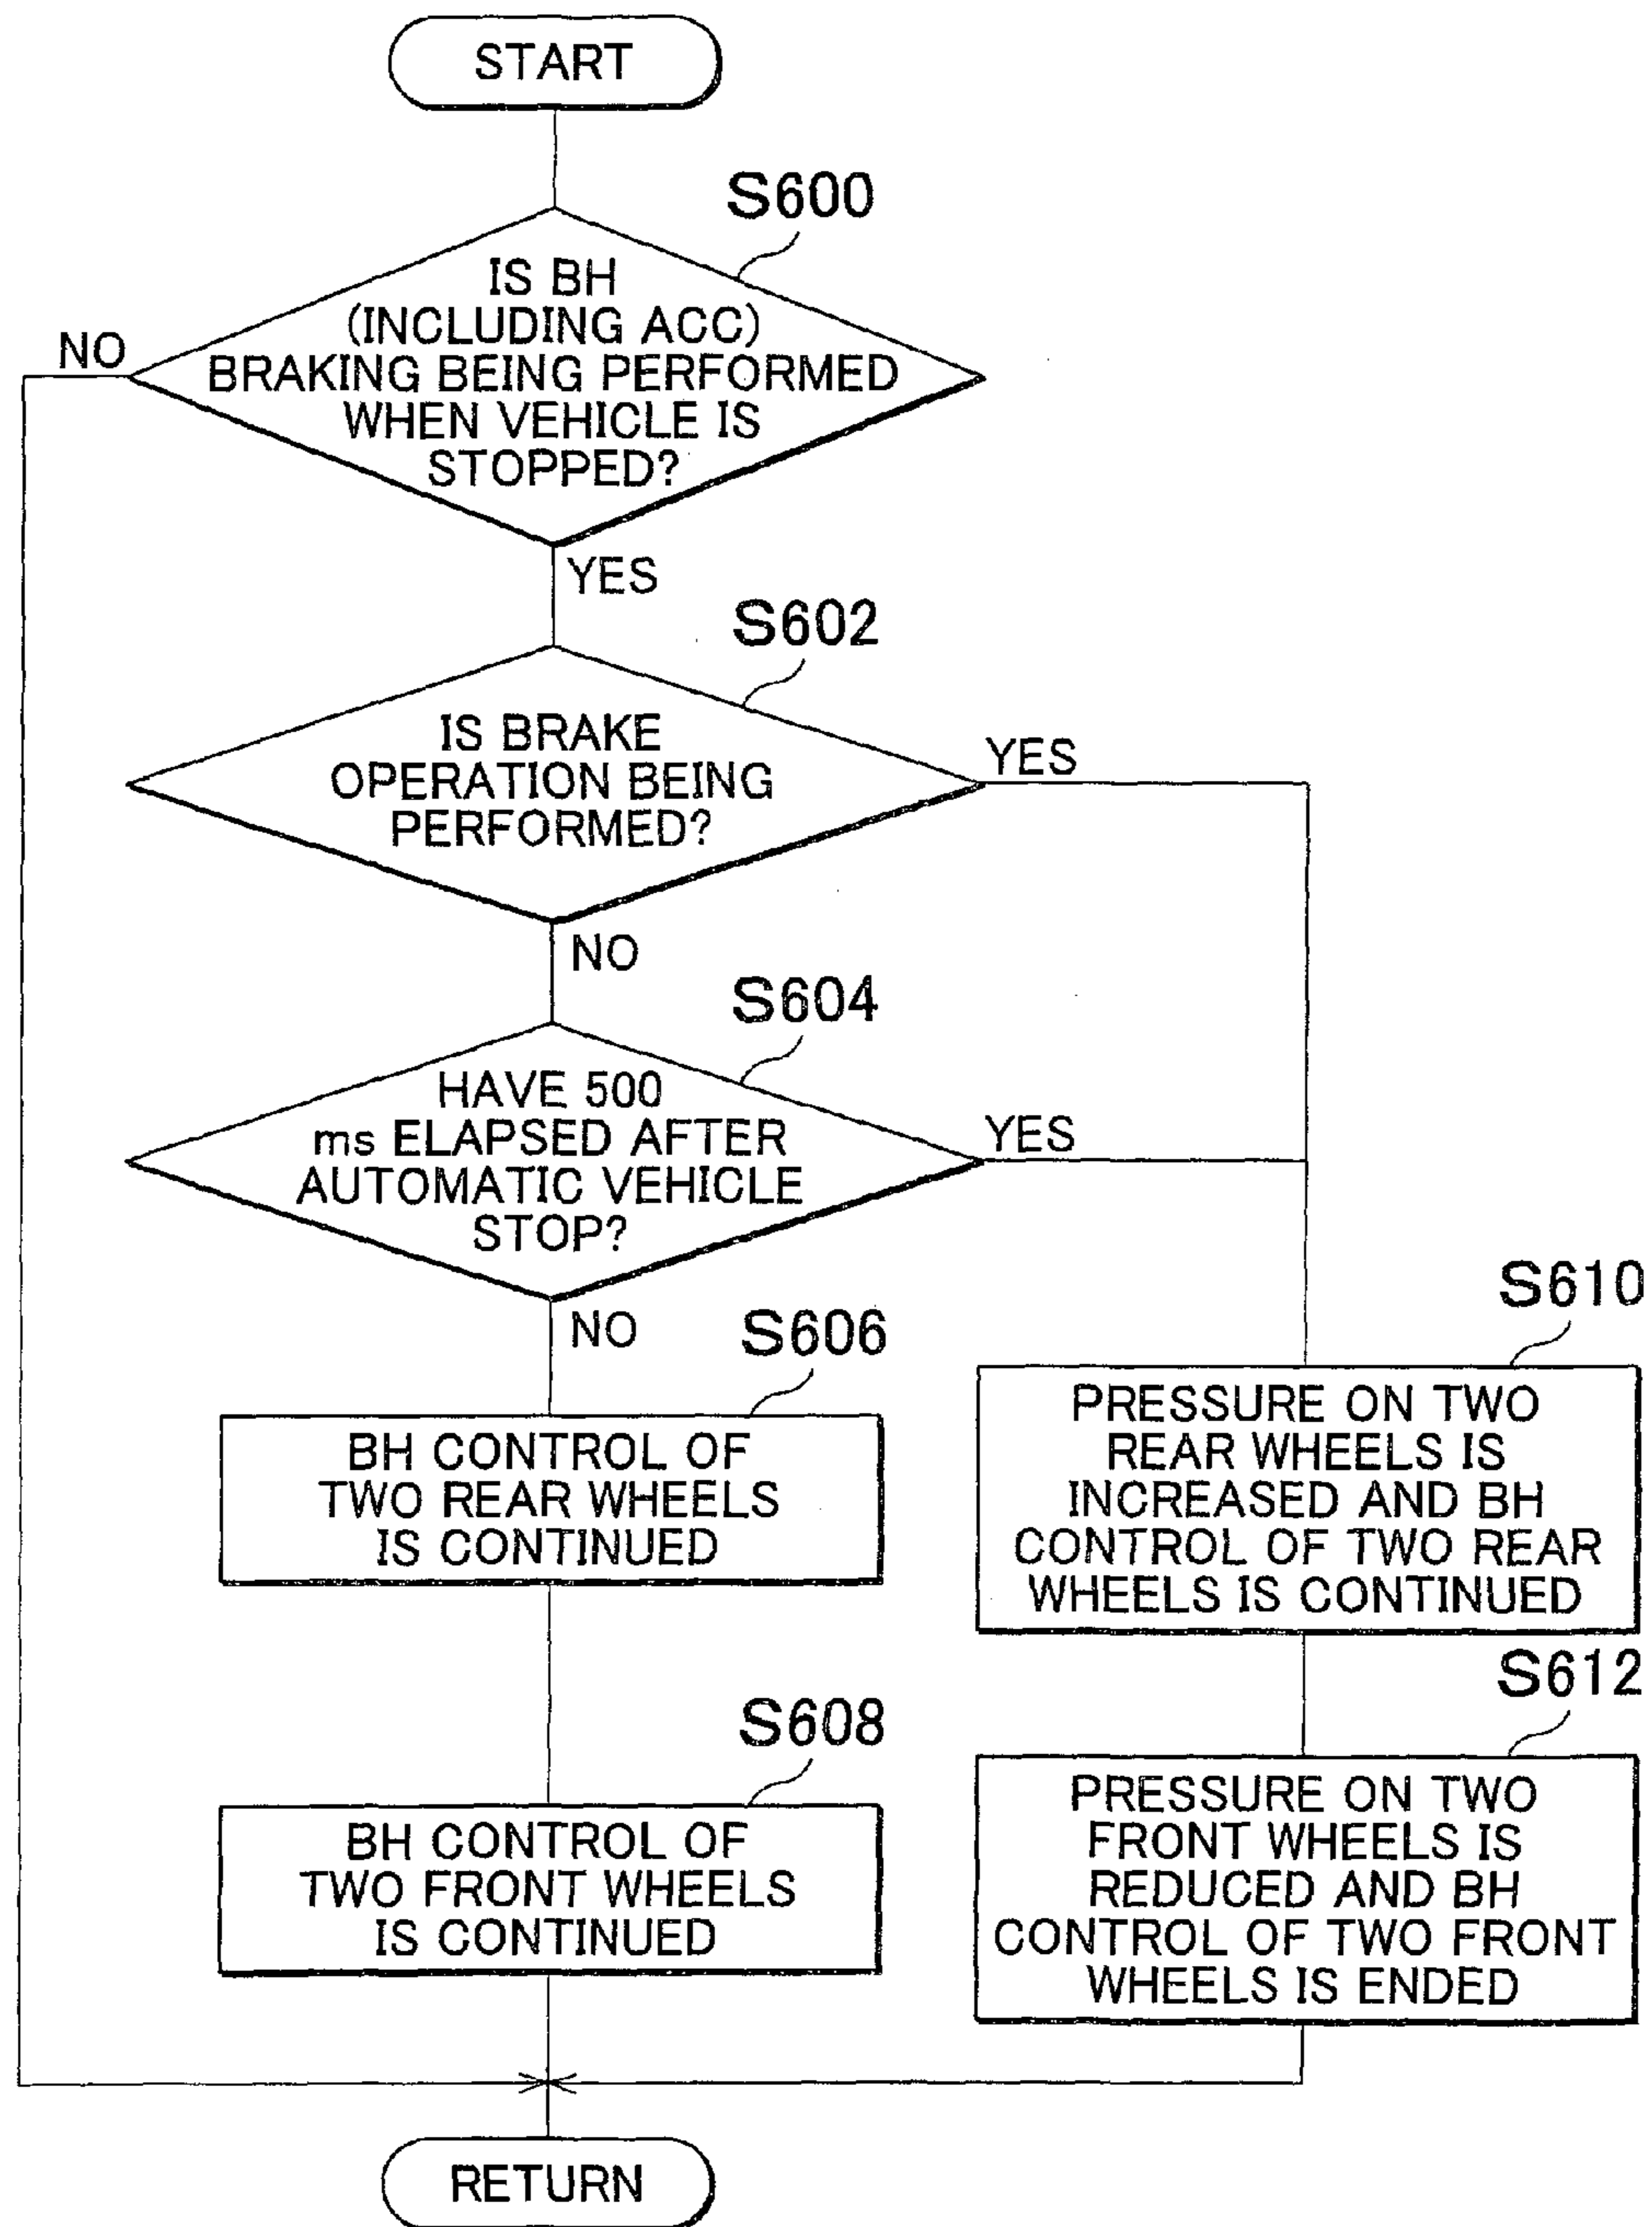 START
S600
IS BH
(INCLUDING ACC)
BRAKING BEING PERFORMED
WHEN VEHICLE IS
STOPPED?
NO
YES
S602
IS BRAKE
OPERATION BEING
PERFORMED?
YES
NO
S604
HAVE 500
ms ELAPSED AFTER
AUTOMATIC VEHICLE
STOP?
YES
NO
S606
BH CONTROL OF
TWO REAR WHEELS
IS CONTINUED
S608
BH CONTROL OF
TWO FRONT WHEELS
IS CONTINUED
S610
PRESSURE ON TWO
REAR WHEELS IS
INCREASED AND BH
CONTROL OF TWO REAR
WHEELS IS CONTINUED
S612
PRESSURE ON TWO
FRONT WHEELS IS
REDUCED AND BH
CONTROL OF TWO FRONT
WHEELS IS ENDED
RETURN